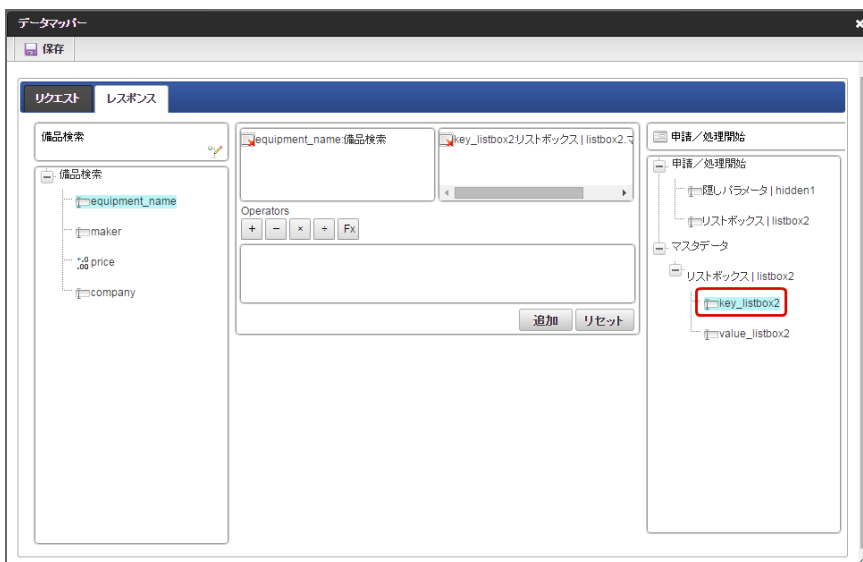 データマッパー
保存
リクエスト
レスポンス
備品検索
備品検索
equipment_name
maker
price
company
equipment_name:備品検索
key_listbox2:リストボックス | listbox2.マ
Operators
+ − × ÷ Fx
追加 リセット
申請／処理開始
申請／処理開始
隠しパラメータ | hidden1
リストボックス | listbox2
マスタデータ
リストボックス | listbox2
key_listbox2
value_listbox2